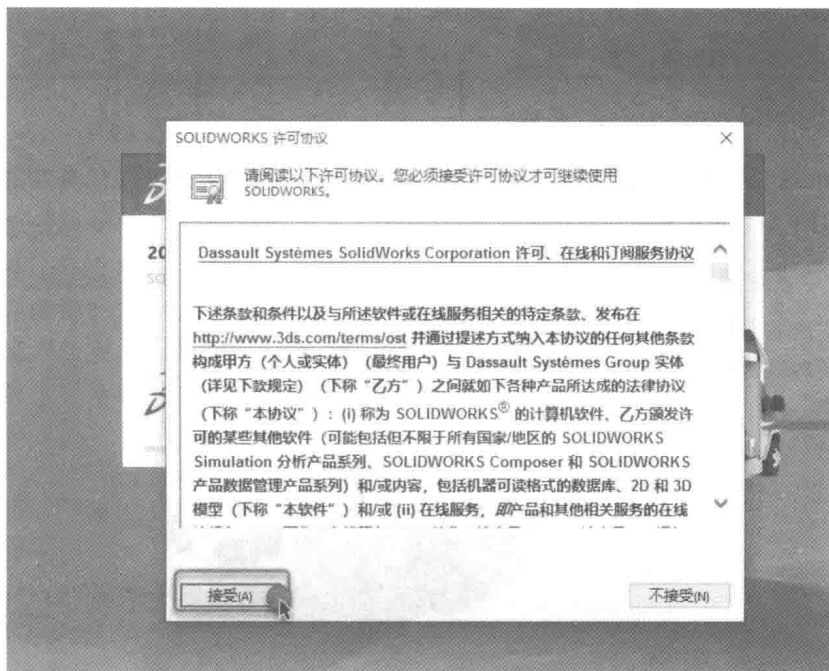 SOLIDWORKS 许可协议
请阅读以下许可协议。您必须接受许可协议才可继续使用
SOLIDWORKS。
20
SO
Dassault Systèmes SolidWorks Corporation 许可、在线和订阅服务协议
下述条款和条件以及与所述软件或在线服务相关的特定条款、发布在
http://www.3ds.com/terms/ost 并通过提述方式纳入本协议的任何其他条款
构成甲方（个人或实体）（最终用户）与 Dassault Systèmes Group 实体
（详见下款规定）（下称“乙方”）之间就如下各种产品所达成的法律协议
（下称“本协议”）：(i) 称为 SOLIDWORKS® 的计算机软件、乙方颁发许
可的某些其他软件（可能包括但不限于所有国家/地区的 SOLIDWORKS
Simulation 分析产品系列、SOLIDWORKS Composer 和 SOLIDWORKS
产品数据管理产品系列）和/或内容，包括机器可读格式的数据库、2D 和 3D
模型（下称“本软件”）和/或 (ii) 在线服务，即产品和其他相关服务的在线
接受(A)
不接受(N)